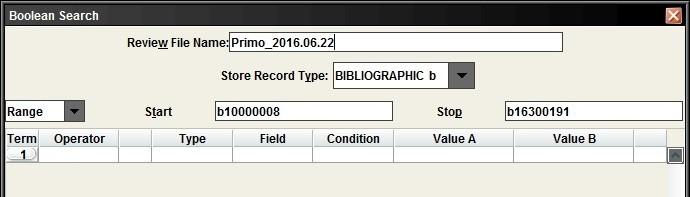 Boolean Search
Review File Name: Primo_2016.06.22
Store Record Type: BIBLIOGRAPHIC b
Range Start b10000008 Stop b16300191
Term Operator Type Field Condition Value A Value B
1